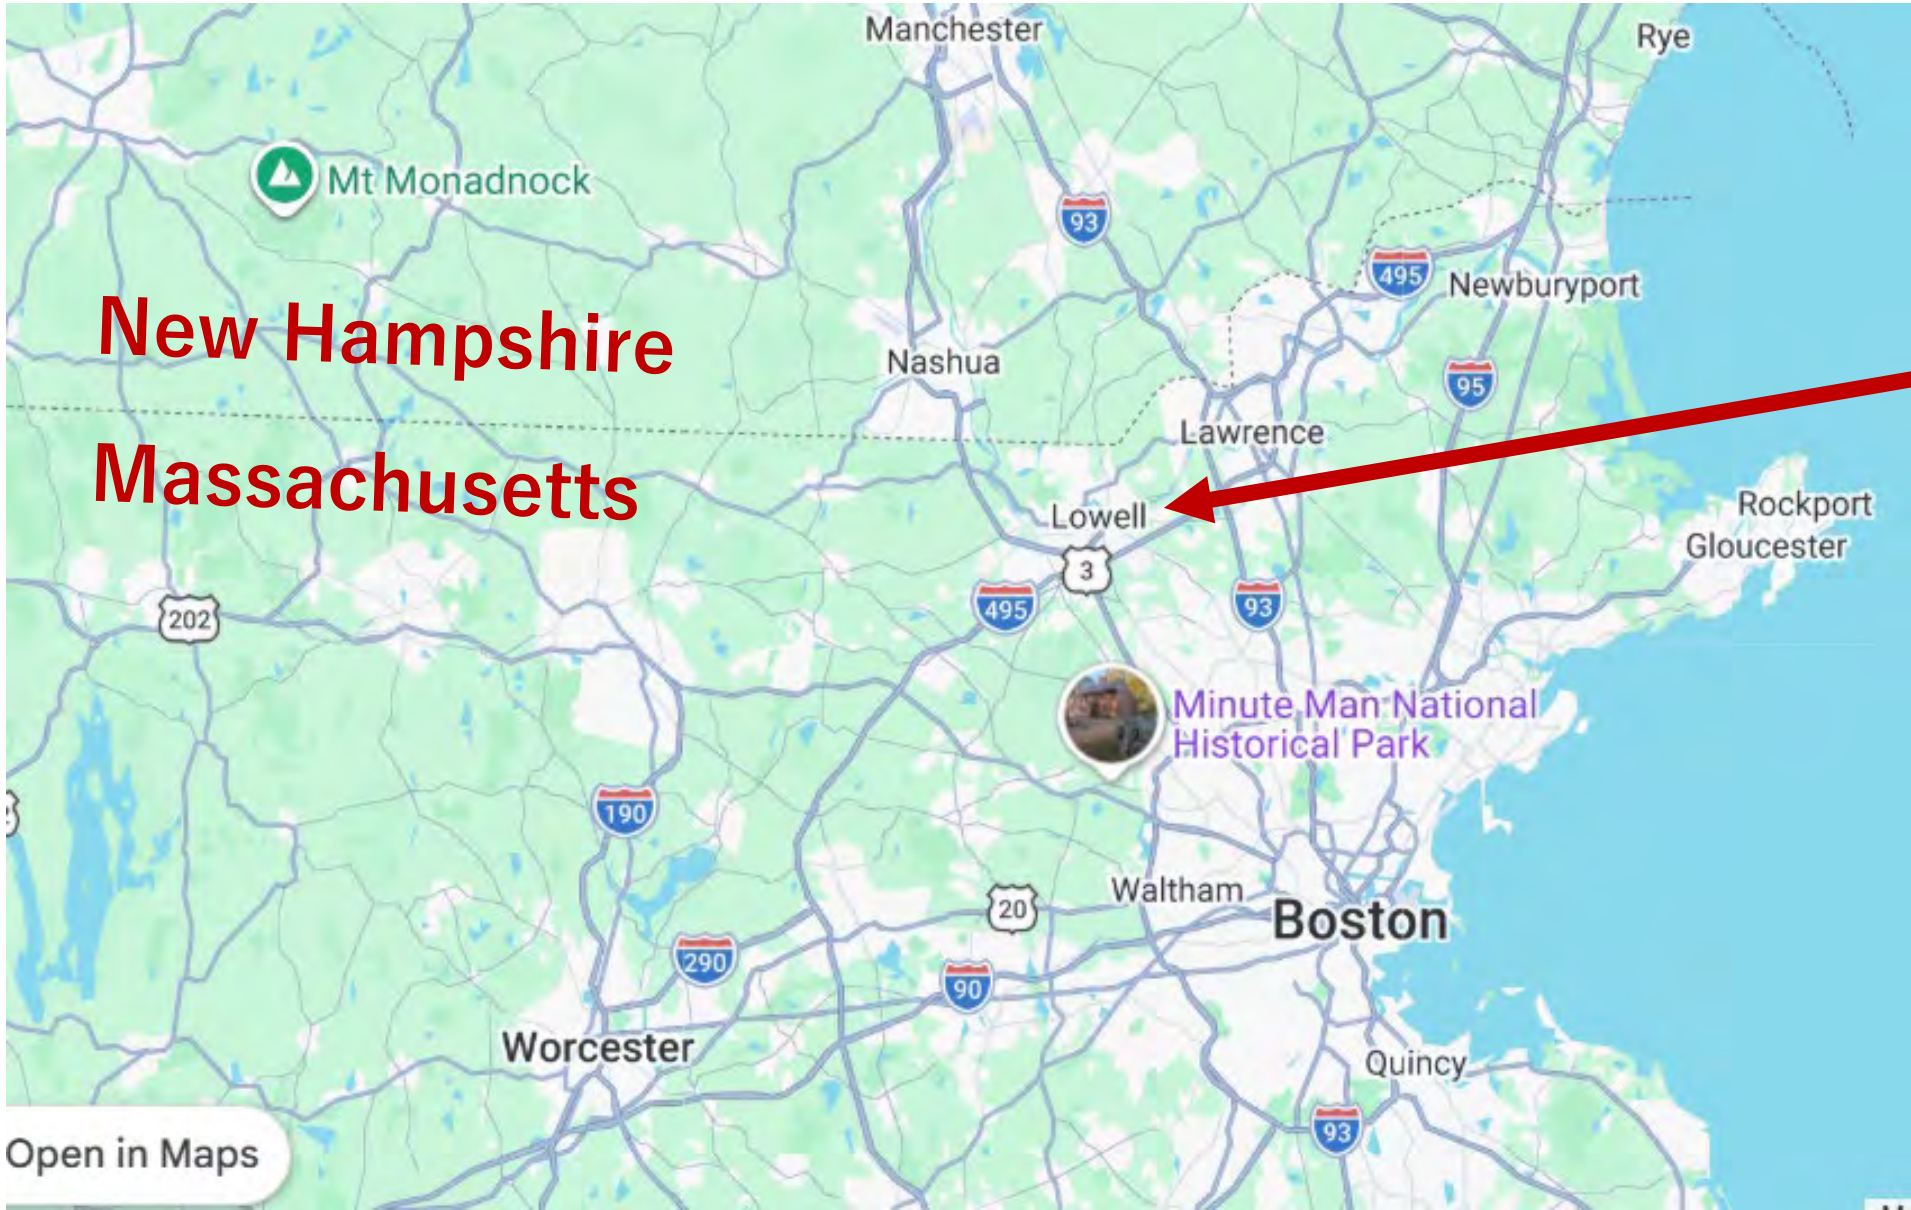 Manchester
Rye
Mt Monadnock
93
495
Newburyport
New Hampshire
Nashua
95
Lawrence
Massachusetts
Lowell
Rockport
Gloucester
3
495
93
202
Minute Man National
Historical Park
190
Waltham
20
Boston
290
90
Worcester
Quincy
93
Open in Maps